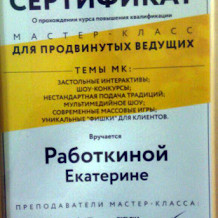 СЕРТИФИКАТ
О прохождении курса повышения квалификации
МАСТЕР-КЛАСС
ДЛЯ ПРОДВИНУТЫХ ВЕДУЩИХ
ТЕМЫ МК:
ЗАСТОЛЬНЫЕ ИНТЕРАКТИВЫ;
ШОУ-КОНКУРСЫ;
НЕСТАНДАРТНАЯ ПОДАЧА ТРАДИЦИЙ;
МУЛЬТИМЕДИЙНОЕ ШОУ;
СОВРЕМЕННЫЕ МАССОВЫЕ ИГРЫ;
УНИКАЛЬНЫЕ "ФИШКИ" ДЛЯ КЛИЕНТОВ.
Вручается
Работкиной
Екатерине
ПРЕПОДАВАТЕЛИ МАСТЕР-КЛАССА: